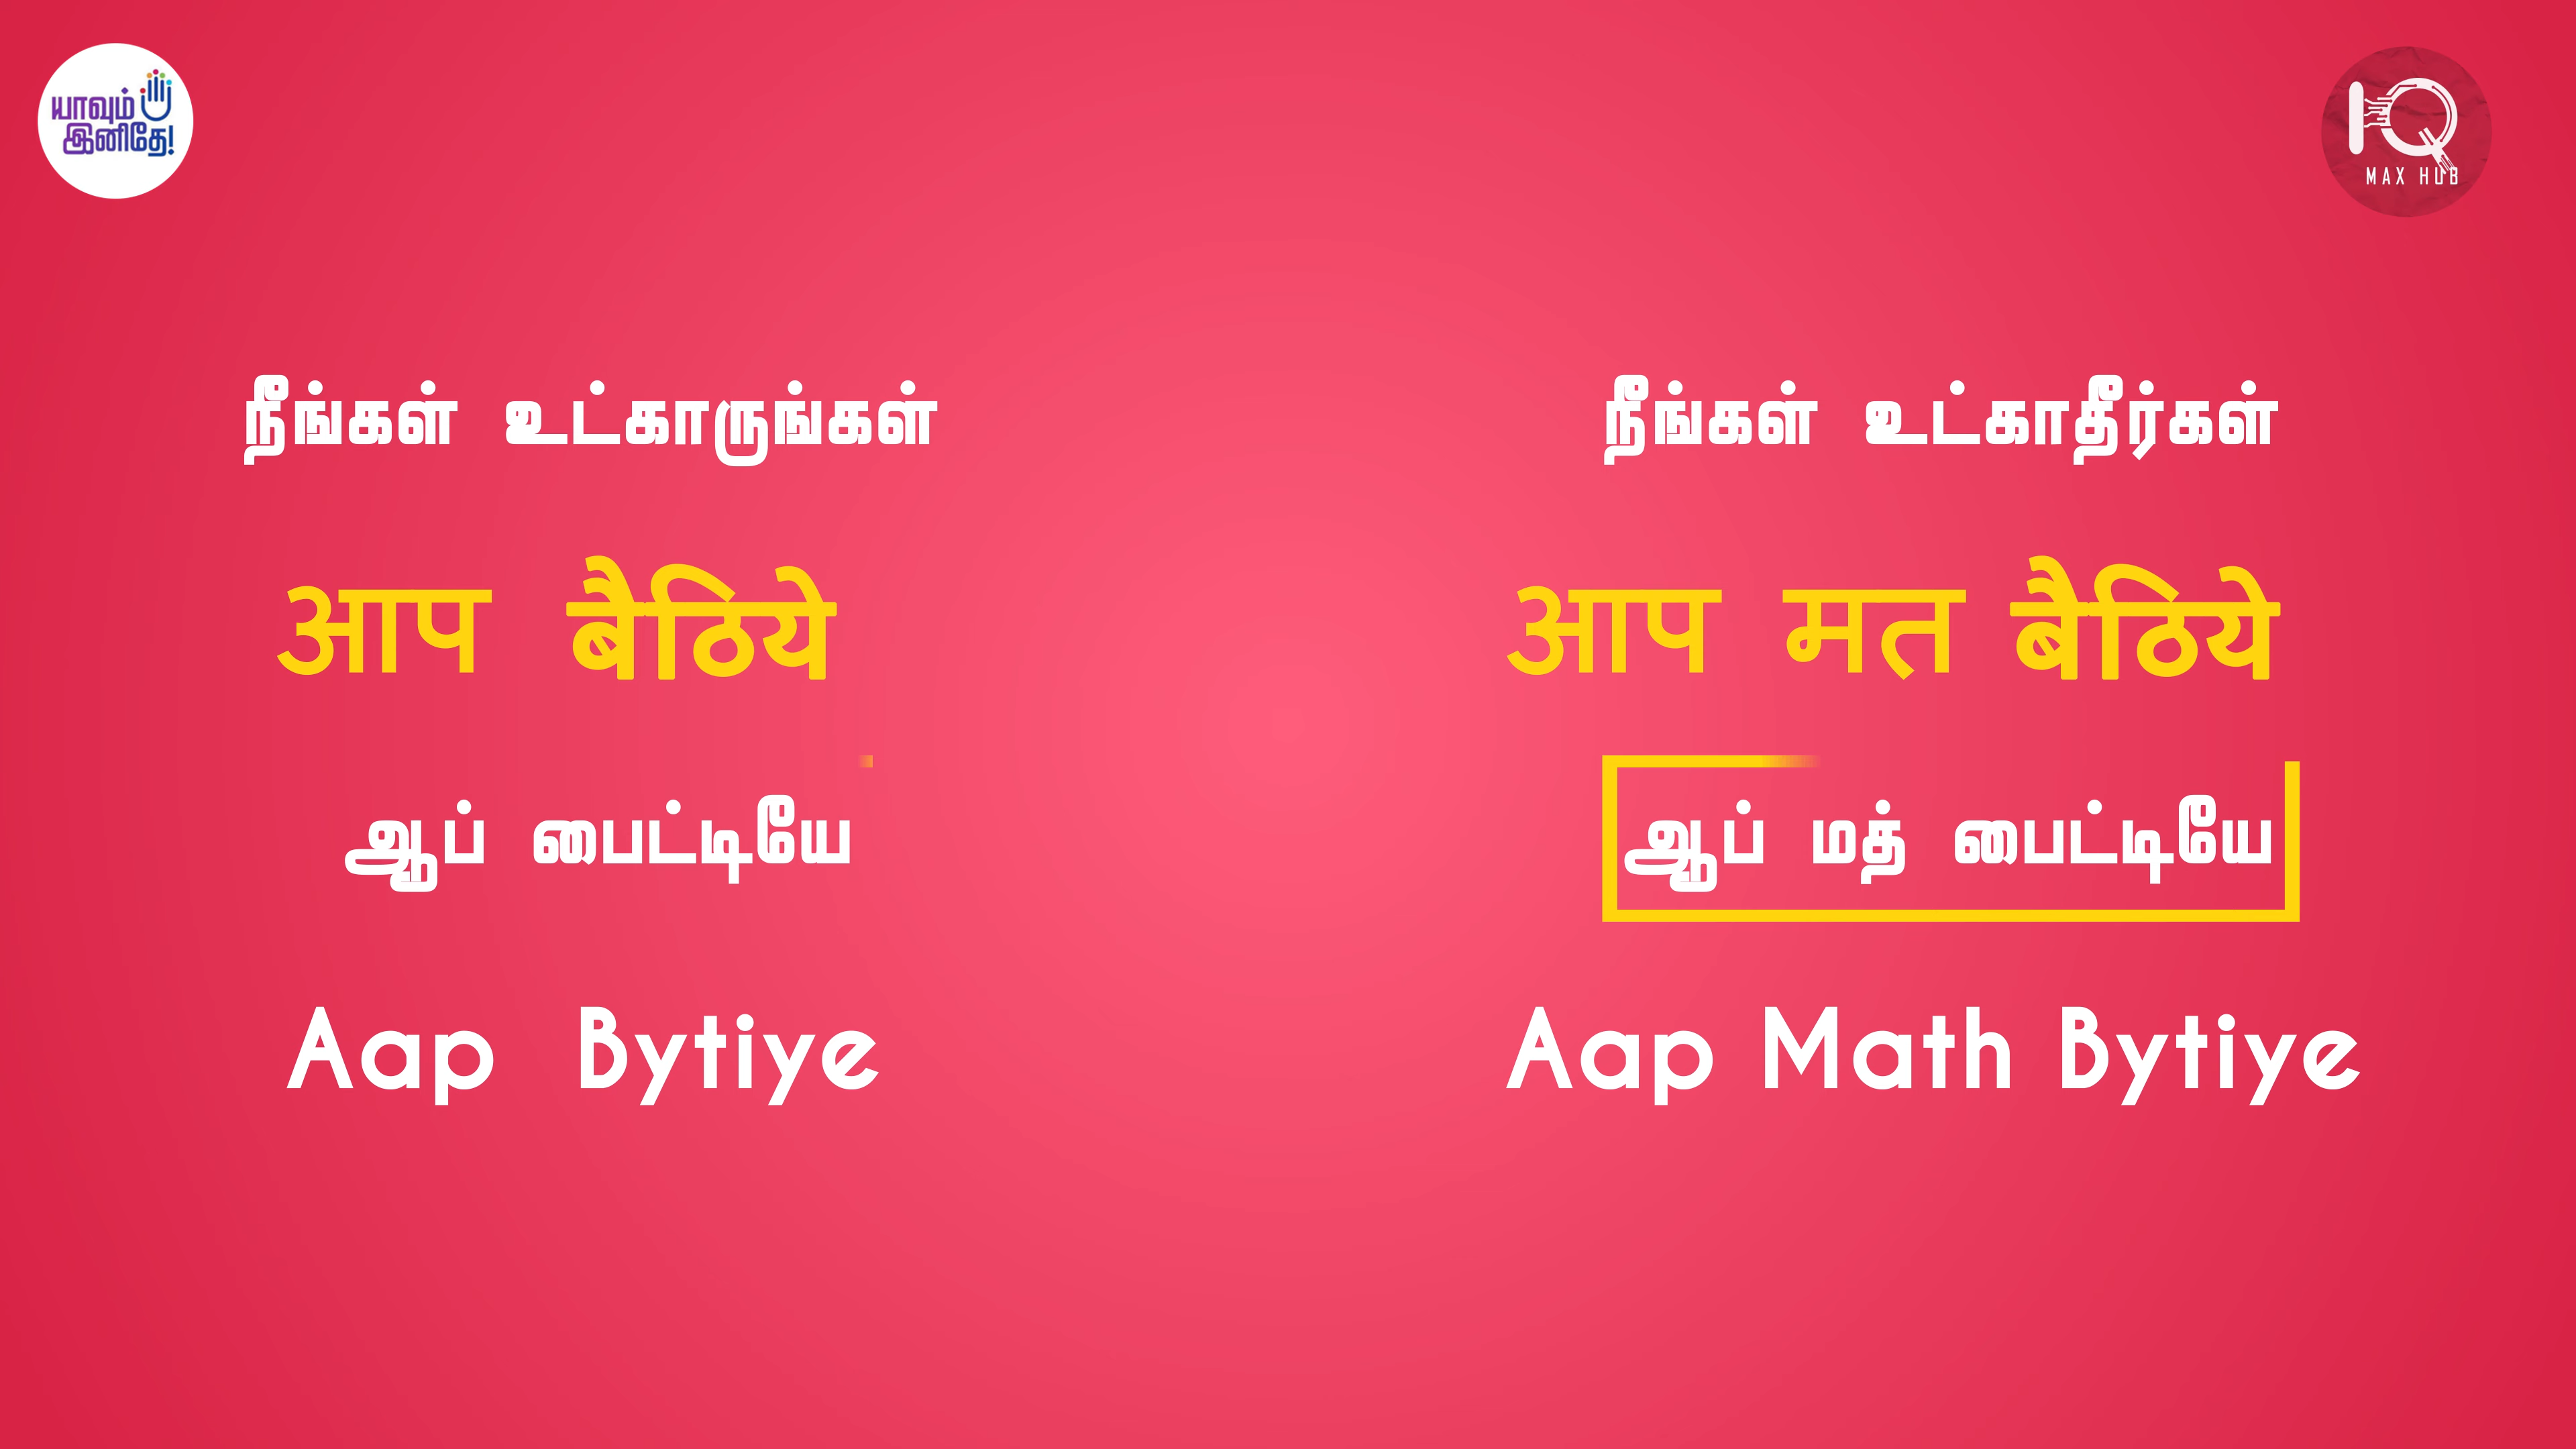 யாவும்
இனிதே!
IQ
MAX HUB
நீங்கள் உட்காருங்கள்
आप बैठिये
ஆப் பைட்டியே
Aap Bytiye
நீங்கள் உட்காதீர்கள்
आप मत बैठिये
ஆப் மத் பைட்டியே
Aap Math Bytiye